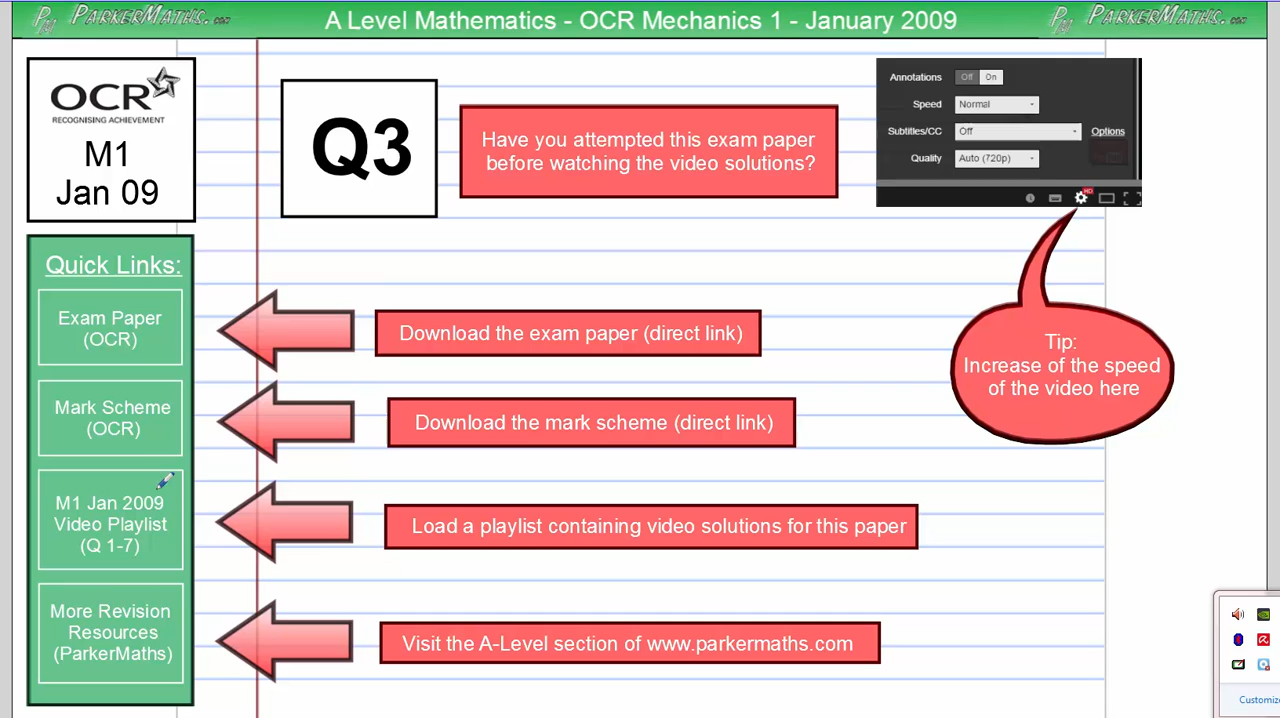 PARKERMATHS.COM
A Level Mathematics - OCR Mechanics 1 - January 2009
PARKERMATHS.COM
OCR
RECOGNISING ACHIEVEMENT
M1
Jan 09
Q3
Have you attempted this exam paper
before watching the video solutions?
Annotations Off On
Speed Normal
Subtitles/CC Off Options
Quality Auto (720p)
HD
Quick Links:
Exam Paper
(OCR)
Download the exam paper (direct link)
Tip:
Increase of the speed
of the video here
Mark Scheme
(OCR)
Download the mark scheme (direct link)
M1 Jan 2009
Video Playlist
(Q 1-7)
Load a playlist containing video solutions for this paper
More Revision
Resources
(ParkerMaths)
Visit the A-Level section of www.parkermaths.com
Customize